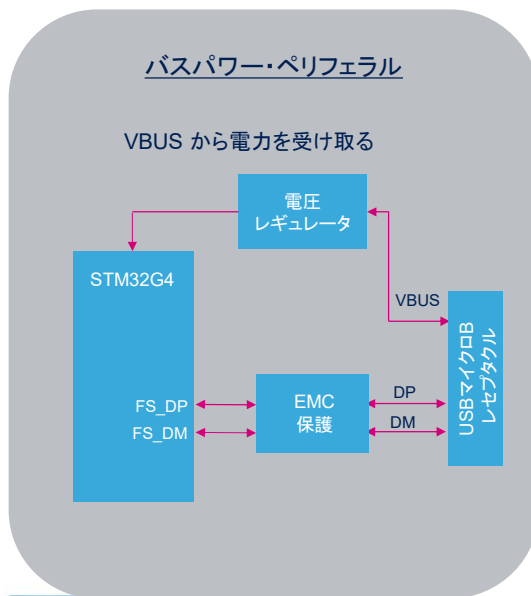 バスパワー・ペリフェラル
VBUS から電力を受け取る
電圧
レギュレータ
STM32G4
VBUS
USBマイクロB
レセプタクル
FS_DP
FS_DM
EMC
保護
DP
DM